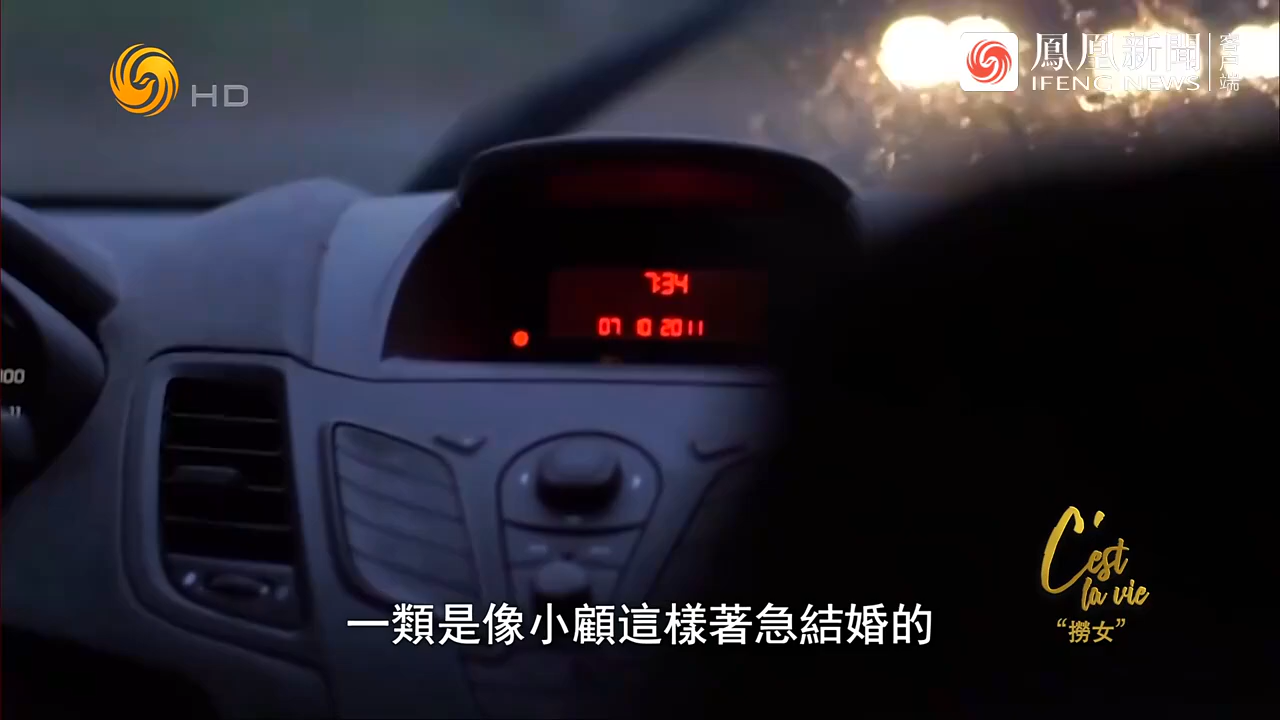 HD
鳳凰新聞 客戶端
IFENG NEWS
7:34
07 10 2011
100
C'est
la vie
“撈女”
一類是像小顧這樣著急結婚的